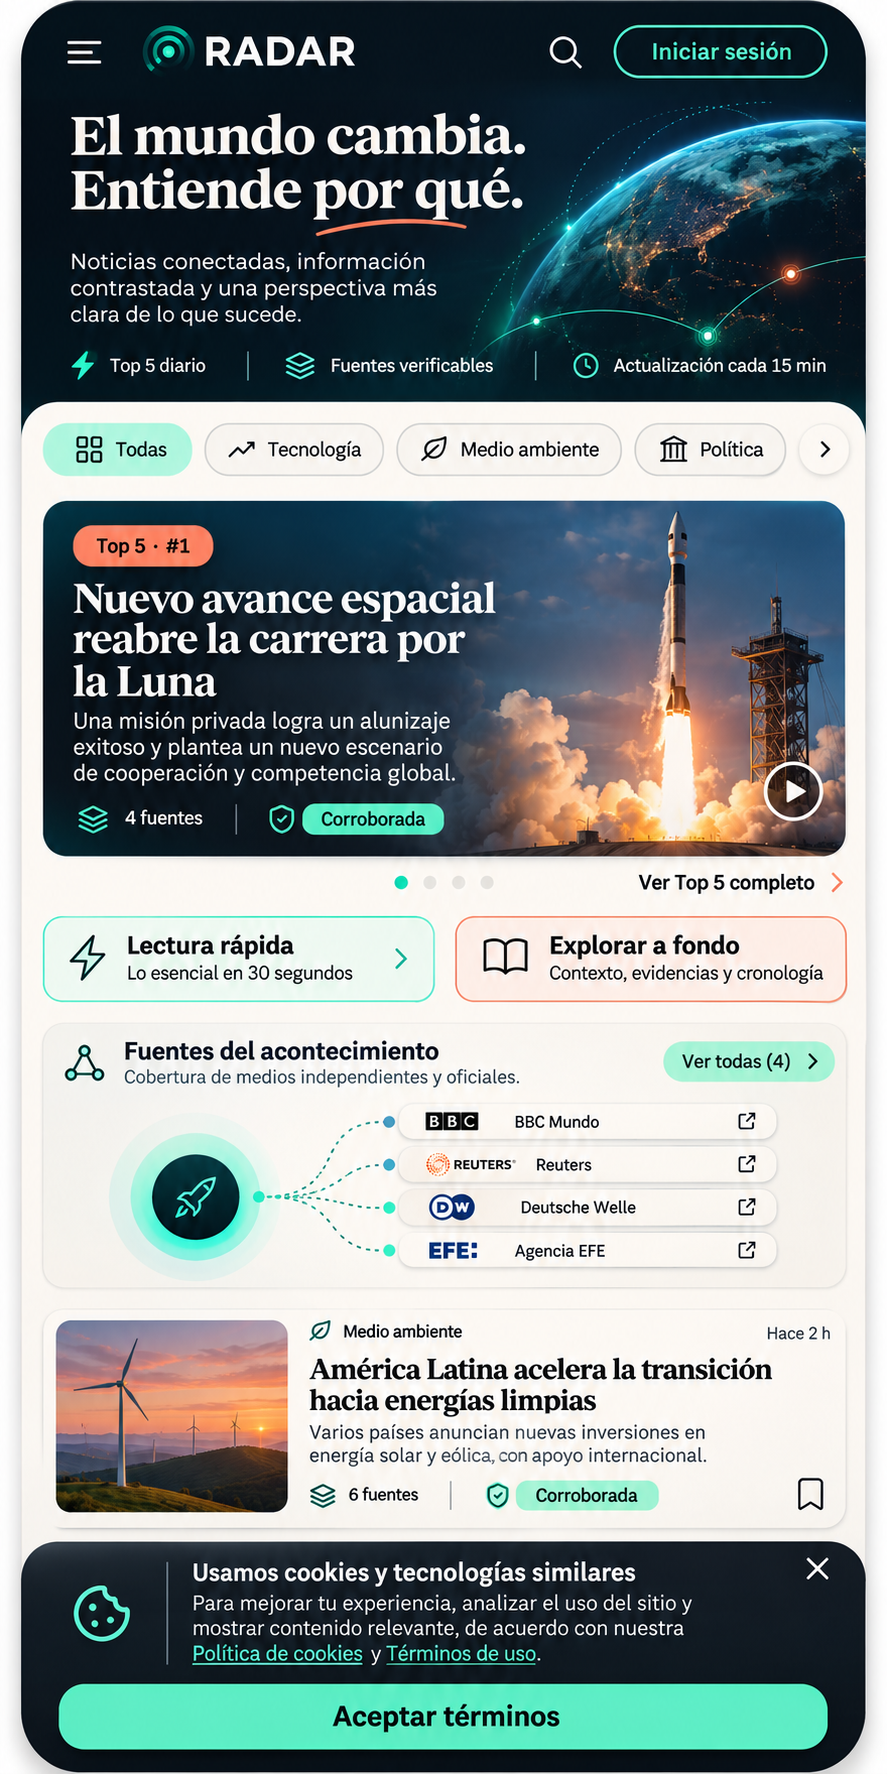 RADAR
Iniciar sesión
El mundo cambia.
Entiende por qué.
Noticias conectadas, información
contrastada y una perspectiva más
clara de lo que sucede.
Top 5 diario
Fuentes verificables
Actualización cada 15 min
Todas
Tecnología
Medio ambiente
Política
Top 5 · #1
Nuevo avance espacial
reabre la carrera por
la Luna
Una misión privada logra un alunizaje
exitoso y plantea un nuevo escenario
de cooperación y competencia global.
4 fuentes
Corroborada
Ver Top 5 completo
Lectura rápida
Lo esencial en 30 segundos
Explorar a fondo
Contexto, evidencias y cronología
Fuentes del acontecimiento
Cobertura de medios independientes y oficiales.
Ver todas (4)
BBC BBC Mundo
REUTERS® Reuters
DW Deutsche Welle
EFE: Agencia EFE
Medio ambiente
Hace 2 h
América Latina acelera la transición
hacia energías limpias
Varios países anuncian nuevas inversiones en
energía solar y eólica, con apoyo internacional.
6 fuentes
Corroborada
Usamos cookies y tecnologías similares
Para mejorar tu experiencia, analizar el uso del sitio y
mostrar contenido relevante, de acuerdo con nuestra
Política de cookies y Términos de uso.
Aceptar términos